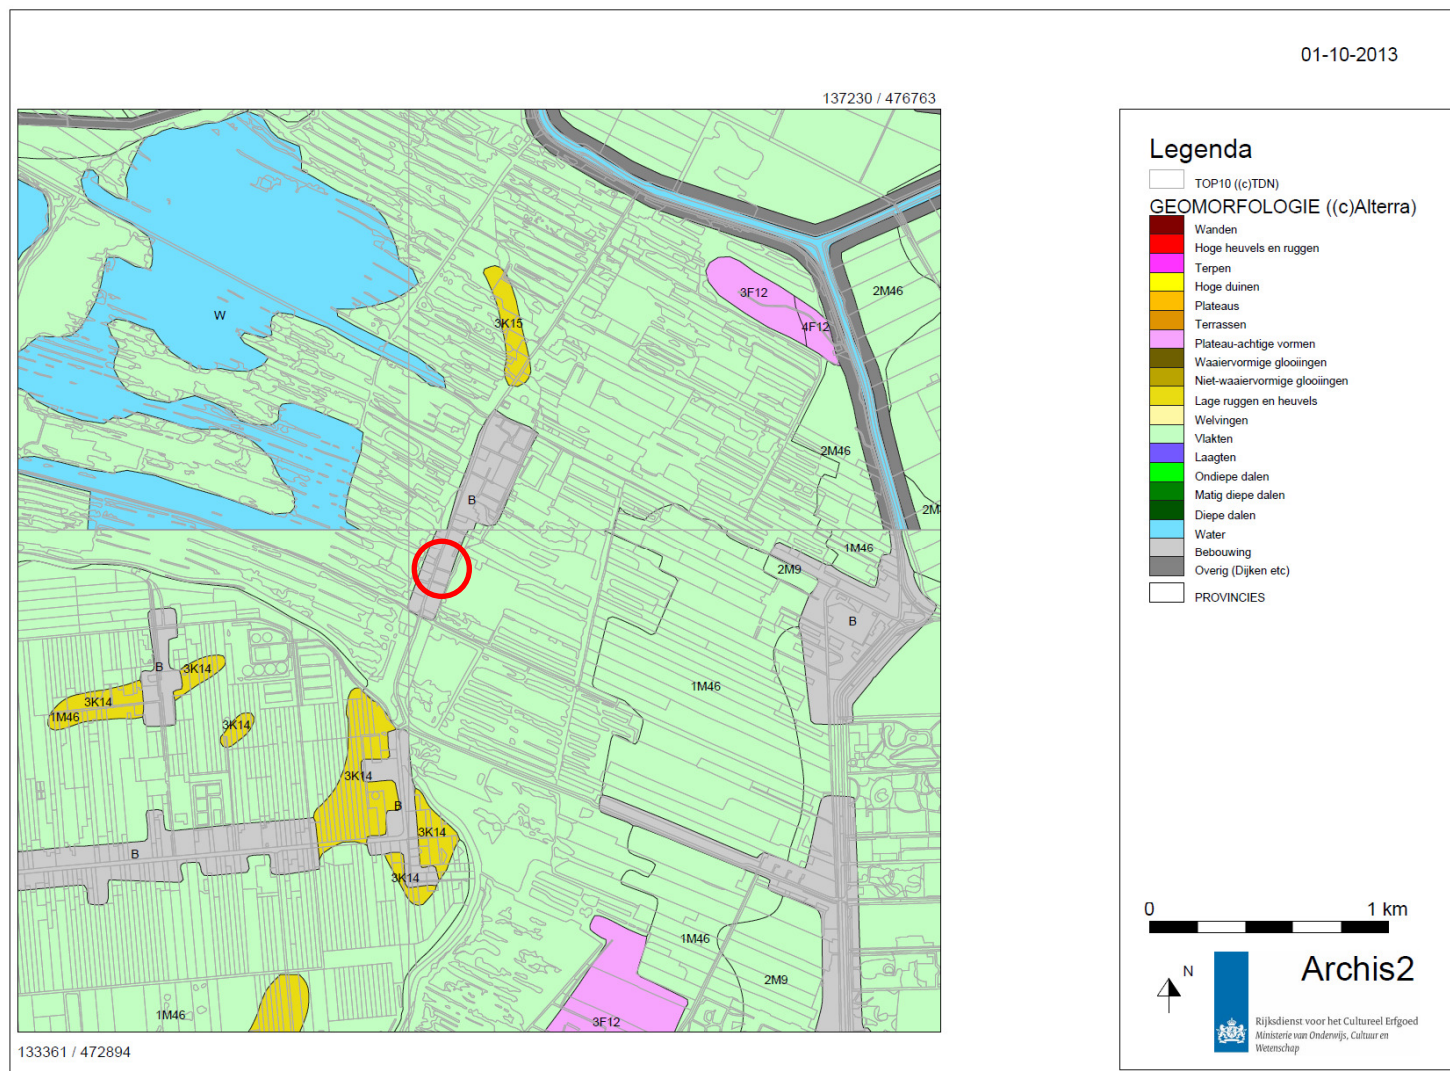 01-10-2013
137230 / 476763
W
3K15
3F12
4F12
2M46
2M46
2M
B
1M46
2M9
B
B
3K14
3K14
1M46
3K14
1M46
3K14
B
3K14
B
3K14
1M46
2M9
1M46
3F12
133361 / 472894
Legenda
TOP10 ((c)TDN)
GEOMORFOLOGIE ((c)Alterra)
Wanden
Hoge heuvels en ruggen
Terpen
Hoge duinen
Plateaus
Terrassen
Plateau-achtige vormen
Waaiervormige glooiingen
Niet-waaiervormige glooiingen
Lage ruggen en heuvels
Welvingen
Vlakten
Laagten
Ondiepe dalen
Matig diepe dalen
Diepe dalen
Water
Bebouwing
Overig (Dijken etc)
PROVINCIES
0 1 km
N
Archis2
Rijksdienst voor het Cultureel Erfgoed
Ministerie van Onderwijs, Cultuur en
Wetenschap